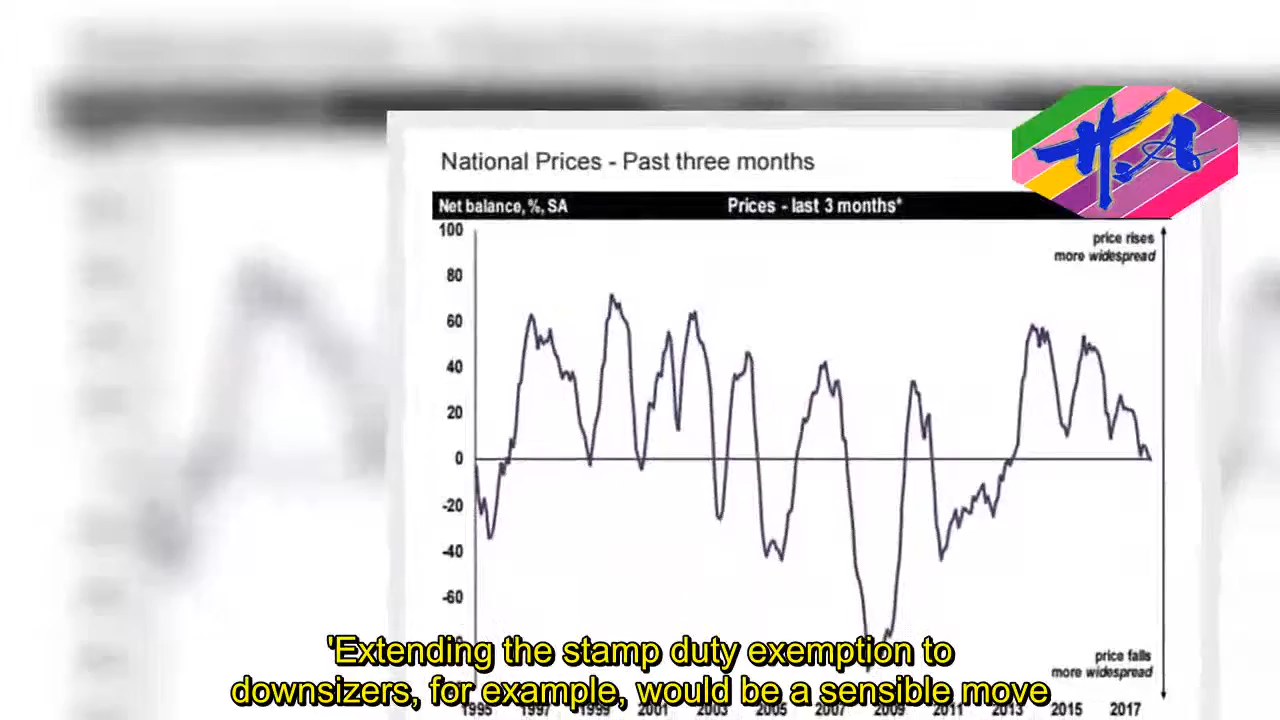 National Prices - Past three months
Net balance, %, SA
Prices - last 3 months*
100
80
60
40
20
0
-20
-40
-60
price rises
more widespread
price falls
more widespread
1995 1997 1999 2001 2003 2005 2007 2009 2011 2013 2015 2017
H.A
'Extending the stamp duty exemption to
downsizers, for example, would be a sensible move